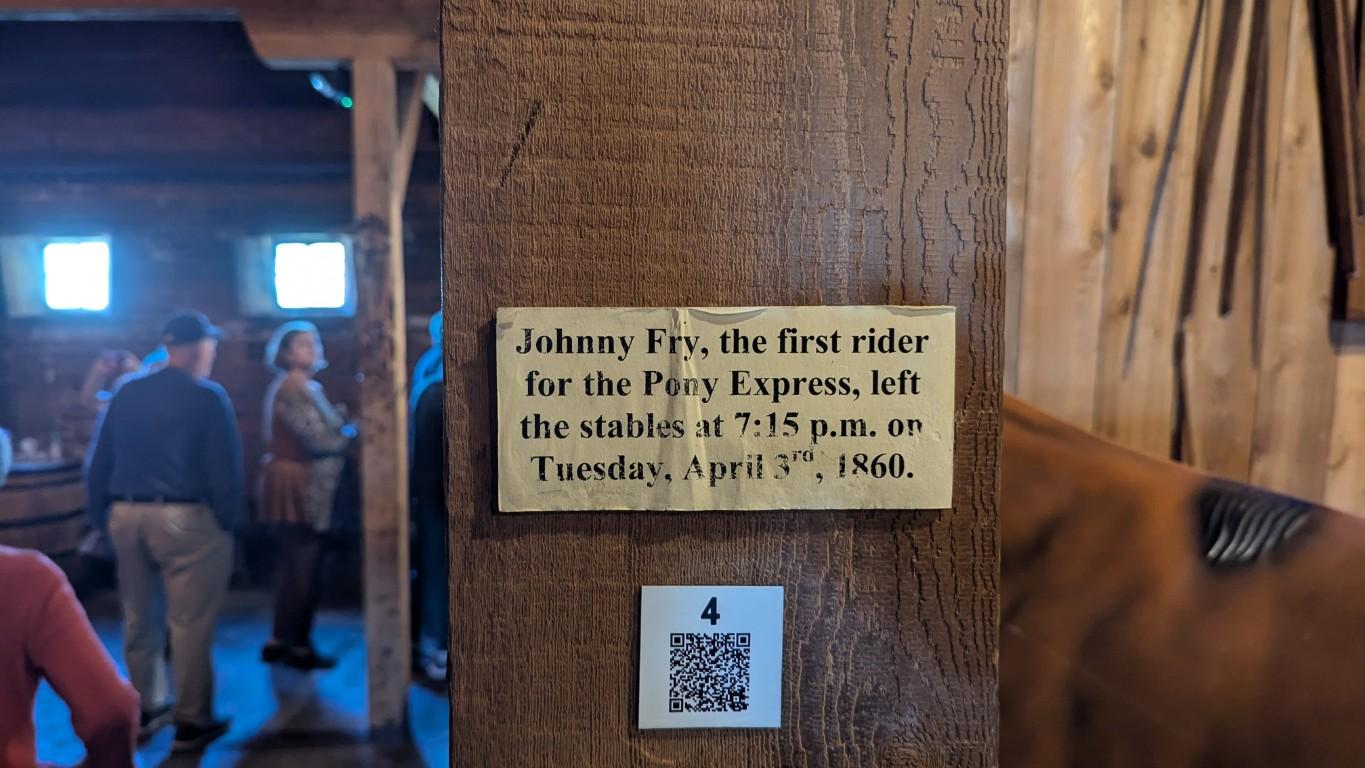 Johnny Fry, the first rider
for the Pony Express, left
the stables at 7:15 p.m. on
Tuesday, April 3rd, 1860.
4